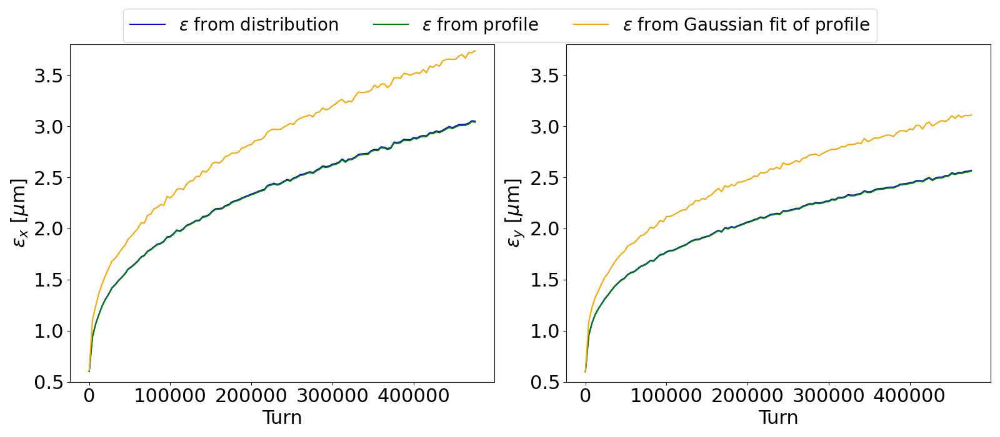 ε from distribution ε from profile ε from Gaussian fit of profile
εx [μm]
3.5
3.0
2.5
2.0
1.5
1.0
0.5
0 100000 200000 300000 400000
Turn
εy [μm]
3.5
3.0
2.5
2.0
1.5
1.0
0.5
0 100000 200000 300000 400000
Turn